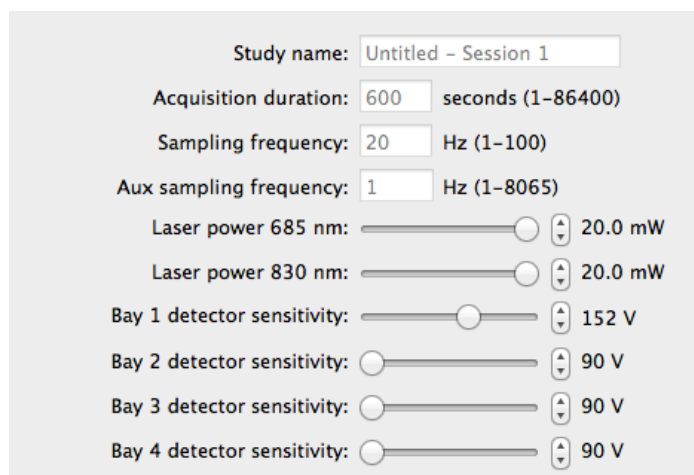 Study name: Untitled – Session 1
Acquisition duration: 600 seconds (1–86400)
Sampling frequency: 20 Hz (1–100)
Aux sampling frequency: 1 Hz (1–8065)
Laser power 685 nm: 20.0 mW
Laser power 830 nm: 20.0 mW
Bay 1 detector sensitivity: 152 V
Bay 2 detector sensitivity: 90 V
Bay 3 detector sensitivity: 90 V
Bay 4 detector sensitivity: 90 V